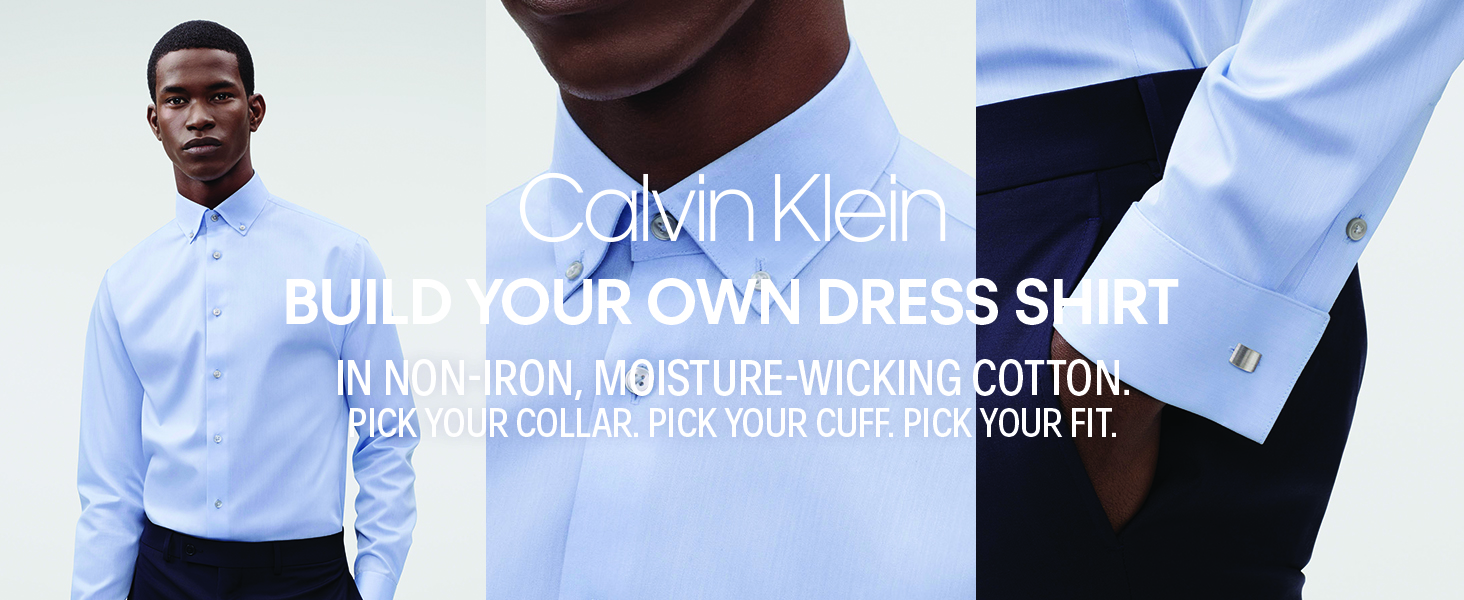 Calvin Klein
BUILD YOUR OWN DRESS SHIRT
IN NON-IRON, MOISTURE-WICKING COTTON.
PICK YOUR COLLAR. PICK YOUR CUFF. PICK YOUR FIT.